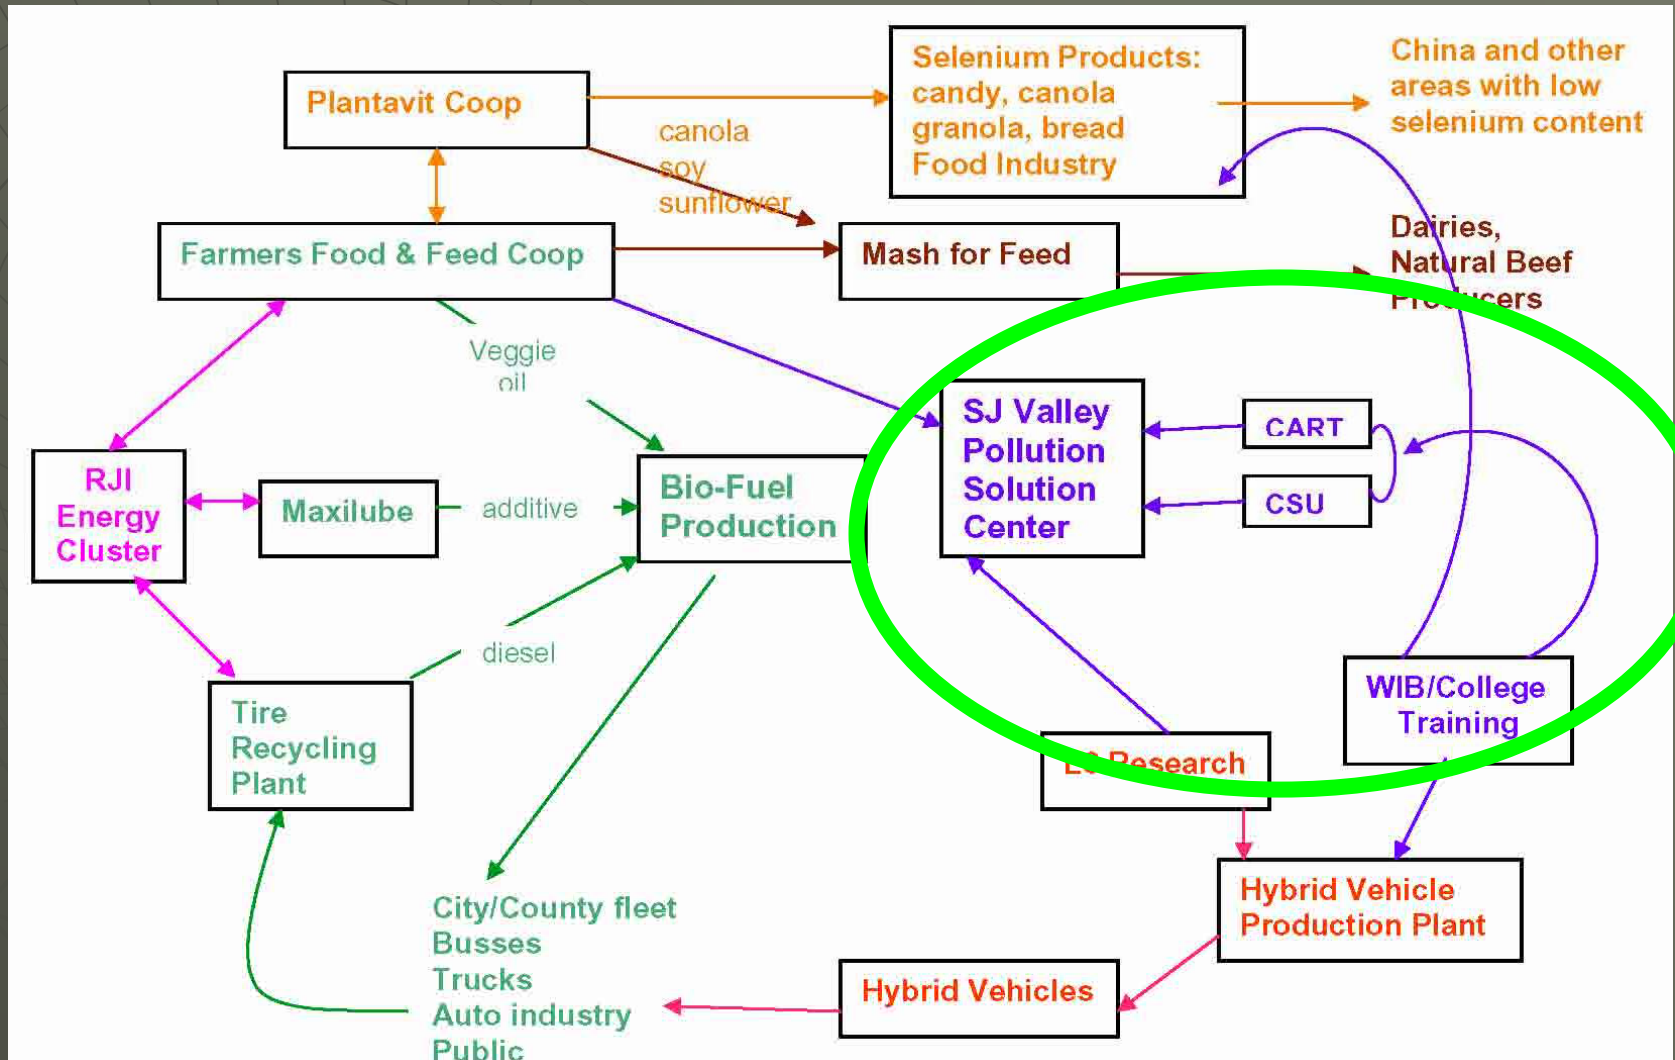 Plantavit Coop
Selenium Products:
candy, canola
granola, bread
Food Industry
China and other
areas with low
selenium content
canola
soy
sunflower
Farmers Food & Feed Coop
Mash for Feed
Dairies,
Natural Beef
Producers
Veggie
oil
SJ Valley
Pollution
Solution
Center
CART
CSU
RJI
Energy
Cluster
Maxilube
additive
Bio-Fuel
Production
diesel
Tire
Recycling
Plant
WIB/College
Training
Research
Hybrid Vehicle
Production Plant
City/County fleet
Busses
Trucks
Auto industry
Public
Hybrid Vehicles